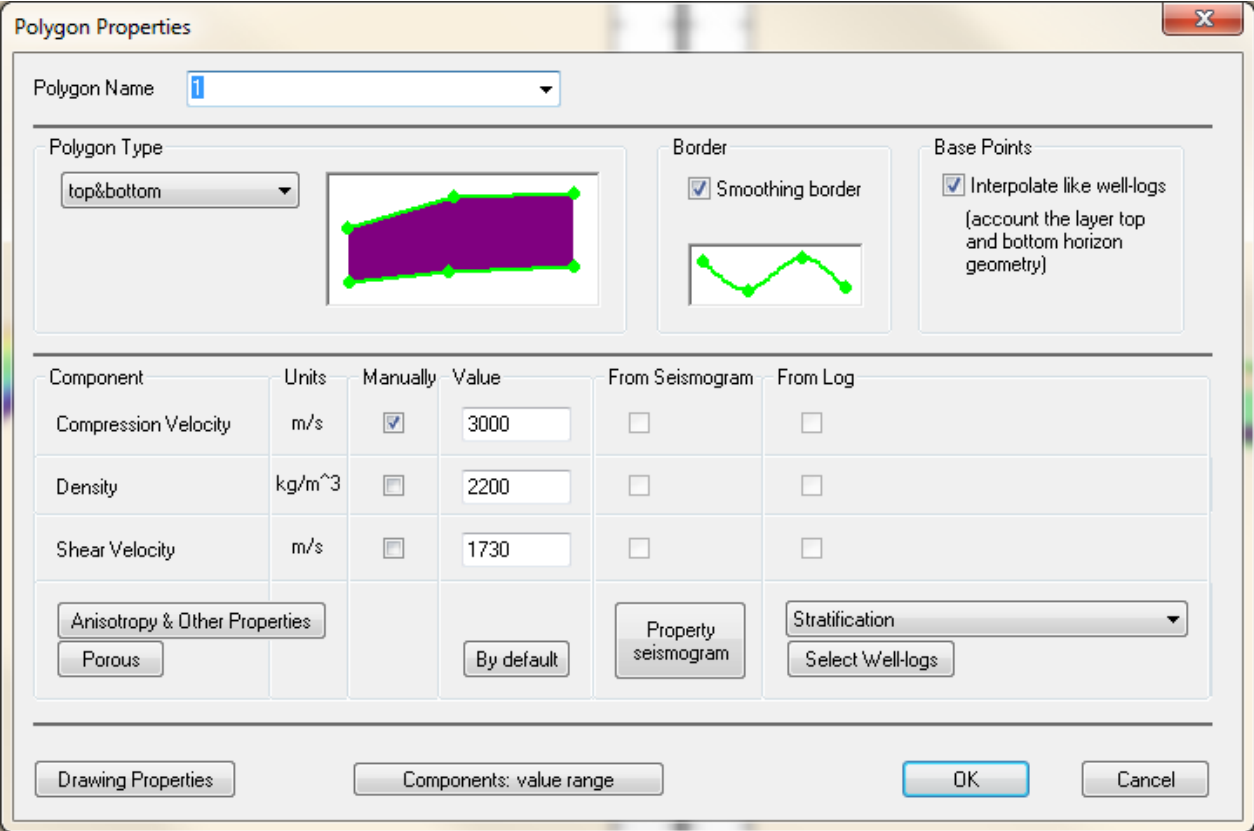 Polygon Properties
Polygon Name 1
Polygon Type Border Base Points
top&bottom Smoothing border Interpolate like well-logs
(account the layer top
and bottom horizon
geometry)
Component Units Manually Value From Seismogram From Log
Compression Velocity m/s 3000
Density kg/m^3 2200
Shear Velocity m/s 1730
Anisotropy & Other Properties Property seismogram Stratification
Porous By default Select Well-logs
Drawing Properties Components: value range OK Cancel